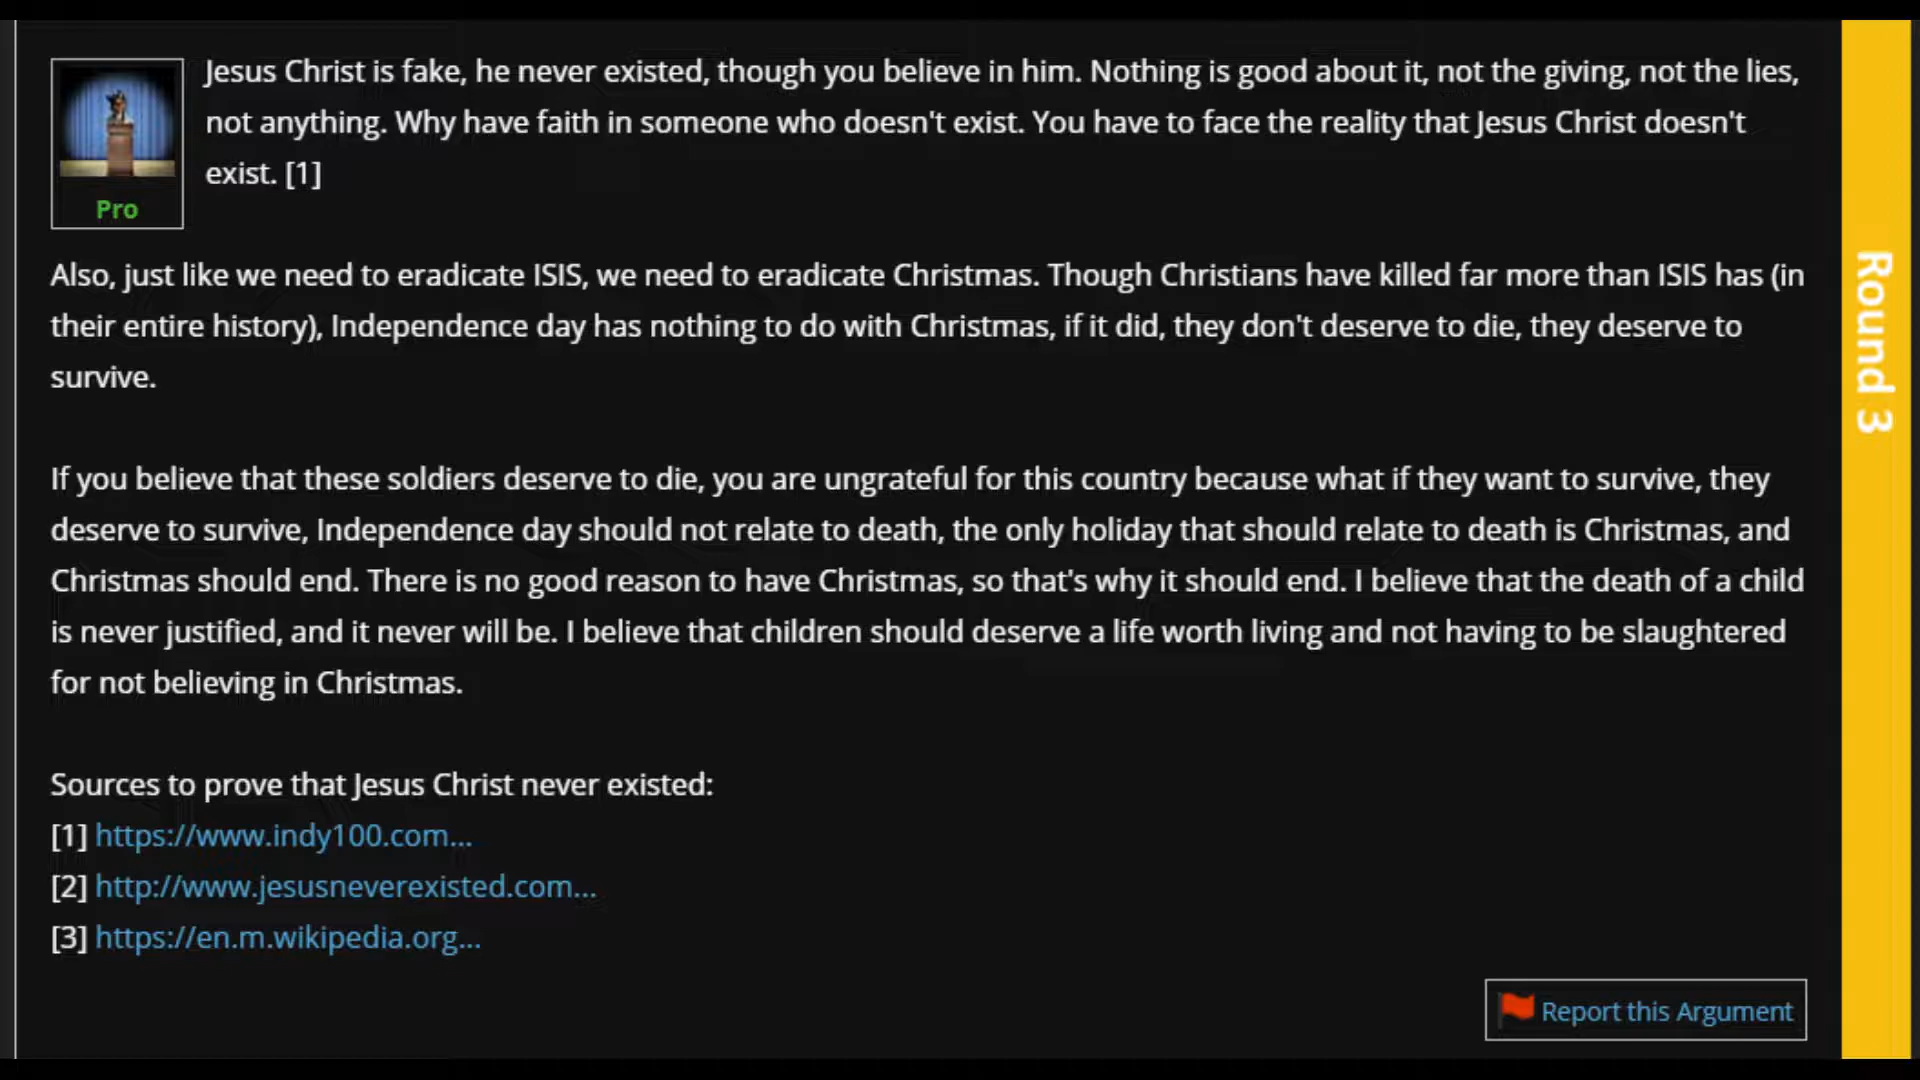 Jesus Christ is fake, he never existed, though you believe in him. Nothing is good about it, not the giving, not the lies,
not anything. Why have faith in someone who doesn't exist. You have to face the reality that Jesus Christ doesn't
exist. [1]
Pro
Also, just like we need to eradicate ISIS, we need to eradicate Christmas. Though Christians have killed far more than ISIS has (in
their entire history), Independence day has nothing to do with Christmas, if it did, they don't deserve to die, they deserve to
survive.
If you believe that these soldiers deserve to die, you are ungrateful for this country because what if they want to survive, they
deserve to survive, Independence day should not relate to death, the only holiday that should relate to death is Christmas, and
Christmas should end. There is no good reason to have Christmas, so that's why it should end. I believe that the death of a child
is never justified, and it never will be. I believe that children should deserve a life worth living and not having to be slaughtered
for not believing in Christmas.
Sources to prove that Jesus Christ never existed:
[1] https://www.indy100.com...
[2] http://www.jesusneverexisted.com...
[3] https://en.m.wikipedia.org...
Report this Argument
Round 3